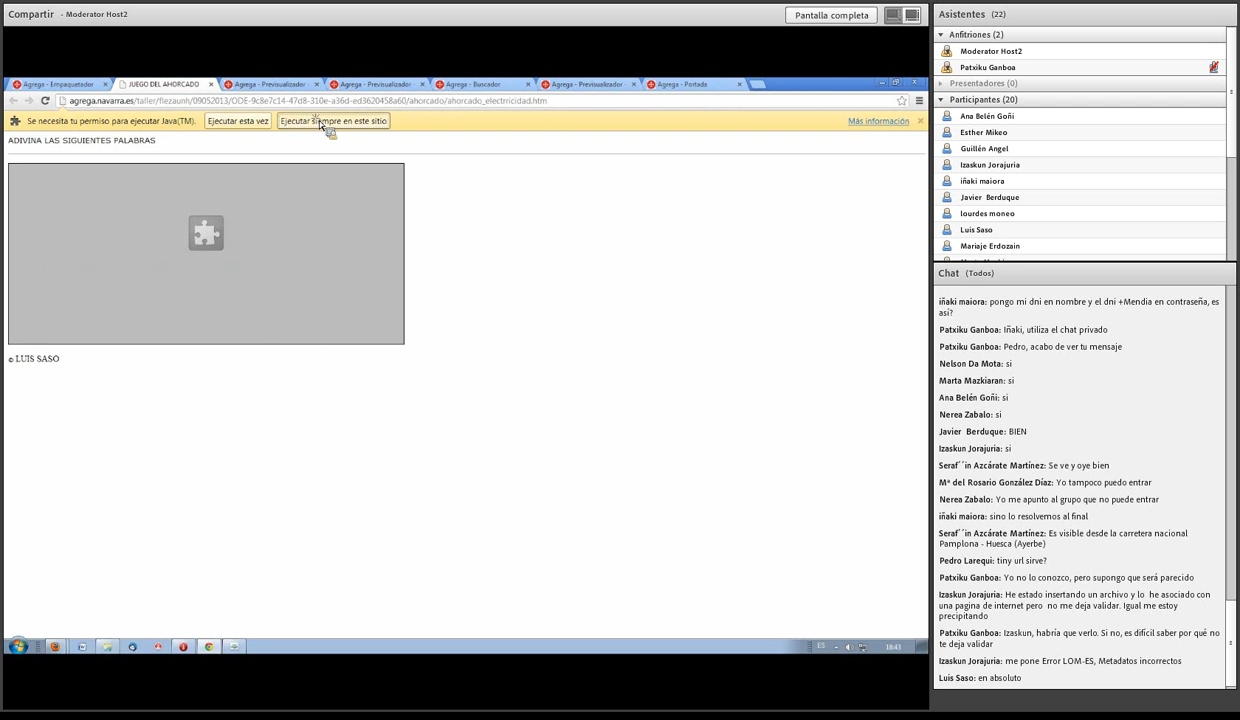 Compartir - Moderator Host2
Pantalla completa
Agrega - Empaquetador
JUEGO DEL AHORCADO
Agrega - Previsualizador
Agrega - Previsualizador
Agrega - Buscador
Agrega - Previsualizador
Agrega - Portada
agrega.navarra.es/taller/flezaunh/09052013/ODE-9c8e7c14-47d8-310e-a36d-ed3620458a60/ahorcado/ahorcado_electrricidad.htm
Se necesita tu permiso para ejecutar Java(TM).
Ejecutar esta vez
Ejecutar siempre en este sitio
Más información
ADIVINA LAS SIGUIENTES PALABRAS
© LUIS SASO
ES
18:43
Asistentes (22)
Anfitriones (2)
Moderator Host2
Patxiku Ganboa
Presentadores (0)
Participantes (20)
Ana Belén Goñi
Esther Mikeo
Guillén Angel
Izaskun Jorajuria
iñaki maiora
Javier Berduque
lourdes moneo
Luis Saso
Mariaje Erdozain
Chat (Todos)
iñaki maiora: pongo mi dni en nombre y el dni +Mendia en contraseña, es
así?
Patxiku Ganboa: Iñaki, utiliza el chat privado
Patxiku Ganboa: Pedro, acabo de ver tu mensaje
Nelson Da Mota: si
Marta Mazkiaran: si
Ana Belén Goñi: si
Nerea Zabalo: si
Javier Berduque: BIEN
Izaskun Jorajuria: si
Seraf´´in Azcárate Martínez: Se ve y oye bien
Mª del Rosario González Díaz: Yo tampoco puedo entrar
Nerea Zabalo: Yo me apunto al grupo que no puede entrar
iñaki maiora: sino lo resolvemos al final
Seraf´´in Azcárate Martínez: Es visible desde la carretera nacional
Pamplona - Huesca (Ayerbe)
Pedro Larequi: tiny url sirve?
Patxiku Ganboa: Yo no lo conozco, pero supongo que será parecido
Izaskun Jorajuria: He estado insertando un archivo y lo he asociado con
una pagina de internet pero no me deja validar. Igual me estoy
precipitando
Patxiku Ganboa: Izaskun, habría que verlo. Si no, es difícil saber por qué no
te deja validar
Izaskun Jorajuria: me pone Error LOM-ES, Metadatos incorrectos
Luis Saso: en absoluto